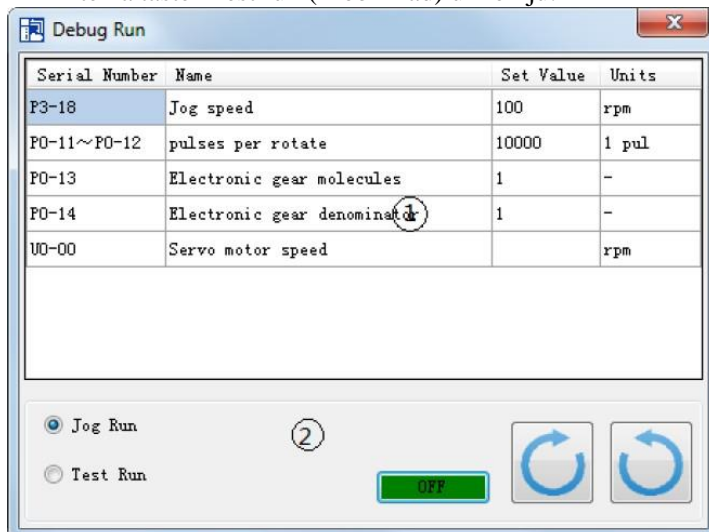 Debug Run
Serial Number Name Set Value Units
P3-18 Jog speed 100 rpm
P0-11~P0-12 pulses per rotate 10000 1 pul
P0-13 Electronic gear molecules 1 -
P0-14 Electronic gear denominator 1 -
U0-00 Servo motor speed rpm
1
Jog Run
2
Test Run
OFF